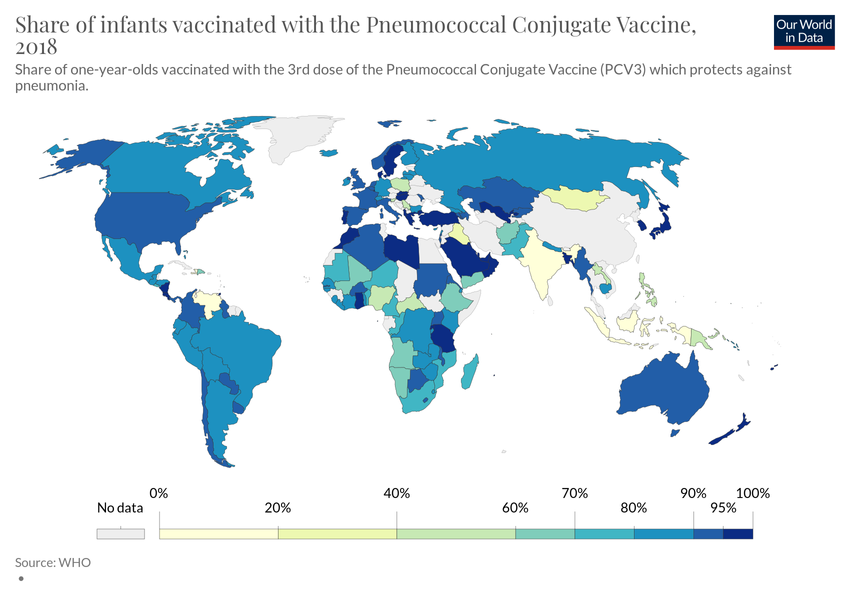 Share of infants vaccinated with the Pneumococcal Conjugate Vaccine,
2018
Our World
in Data
Share of one-year-olds vaccinated with the 3rd dose of the Pneumococcal Conjugate Vaccine (PCV3) which protects against
pneumonia.
0% 40% 70% 90% 100%
No data 20% 60% 80% 95%
Source: WHO